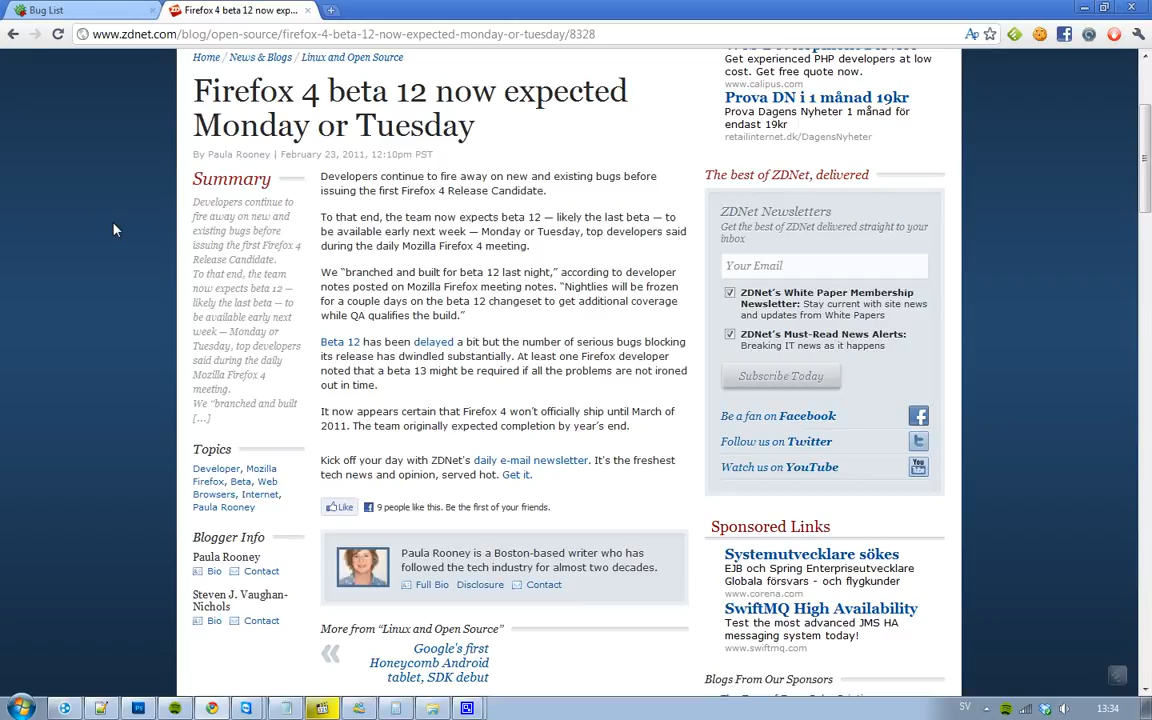 Bug List
Firefox 4 beta 12 now exp...
www.zdnet.com/blog/open-source/firefox-4-beta-12-now-expected-monday-or-tuesday/8328
Home / News & Blogs / Linux and Open Source
Firefox 4 beta 12 now expected
Monday or Tuesday
By Paula Rooney | February 23, 2011, 12:10pm PST
Summary
Developers continue to
fire away on new and
existing bugs before
issuing the first Firefox 4
Release Candidate.
To that end, the team
now expects beta 12 —
likely the last beta — to
be available early next
week — Monday or
Tuesday, top developers
said during the daily
Mozilla Firefox 4
meeting.
We “branched and built
[...]
Topics
Developer, Mozilla
Firefox, Beta, Web
Browsers, Internet,
Paula Rooney
Blogger Info
Paula Rooney
Bio Contact
Steven J. Vaughan-
Nichols
Bio Contact
Developers continue to fire away on new and existing bugs before
issuing the first Firefox 4 Release Candidate.
To that end, the team now expects beta 12 — likely the last beta — to
be available early next week — Monday or Tuesday, top developers said
during the daily Mozilla Firefox 4 meeting.
We “branched and built for beta 12 last night,” according to developer
notes posted on Mozilla Firefox meeting notes. “Nightlies will be frozen
for a couple days on the beta 12 changeset to get additional coverage
while QA qualifies the build.”
Beta 12 has been delayed a bit but the number of serious bugs blocking
its release has dwindled substantially. At least one Firefox developer
noted that a beta 13 might be required if all the problems are not ironed
out in time.
It now appears certain that Firefox 4 won’t officially ship until March of
2011. The team originally expected completion by year’s end.
Kick off your day with ZDNet's daily e-mail newsletter. It's the freshest
tech news and opinion, served hot. Get it.
Like 9 people like this. Be the first of your friends.
Paula Rooney is a Boston-based writer who has
followed the tech industry for almost two decades.
Full Bio Disclosure Contact
More from “Linux and Open Source”
Google's first
Honeycomb Android
tablet, SDK debut
Get experienced PHP developers at low
cost. Get free quote now.
www.calipus.com
Prova DN i 1 månad 19kr
Prova Dagens Nyheter 1 månad för
endast 19kr
retailinternet.dk/DagensNyheter
The best of ZDNet, delivered
ZDNet Newsletters
Get the best of ZDNet delivered straight to your
inbox
Your Email
ZDNet's White Paper Membership
Newsletter: Stay current with site news
and updates from White Papers
ZDNet's Must-Read News Alerts:
Breaking IT news as it happens
Subscribe Today
Be a fan on Facebook
Follow us on Twitter
Watch us on YouTube
Sponsored Links
Systemutvecklare sökes
EJB och Spring Enterpriseutvecklare
Globala försvars - och flygkunder
www.corena.com
SwiftMQ High Availability
Test the most advanced JMS HA
messaging system today!
www.swiftmq.com
Blogs From Our Sponsors
SV
13:34